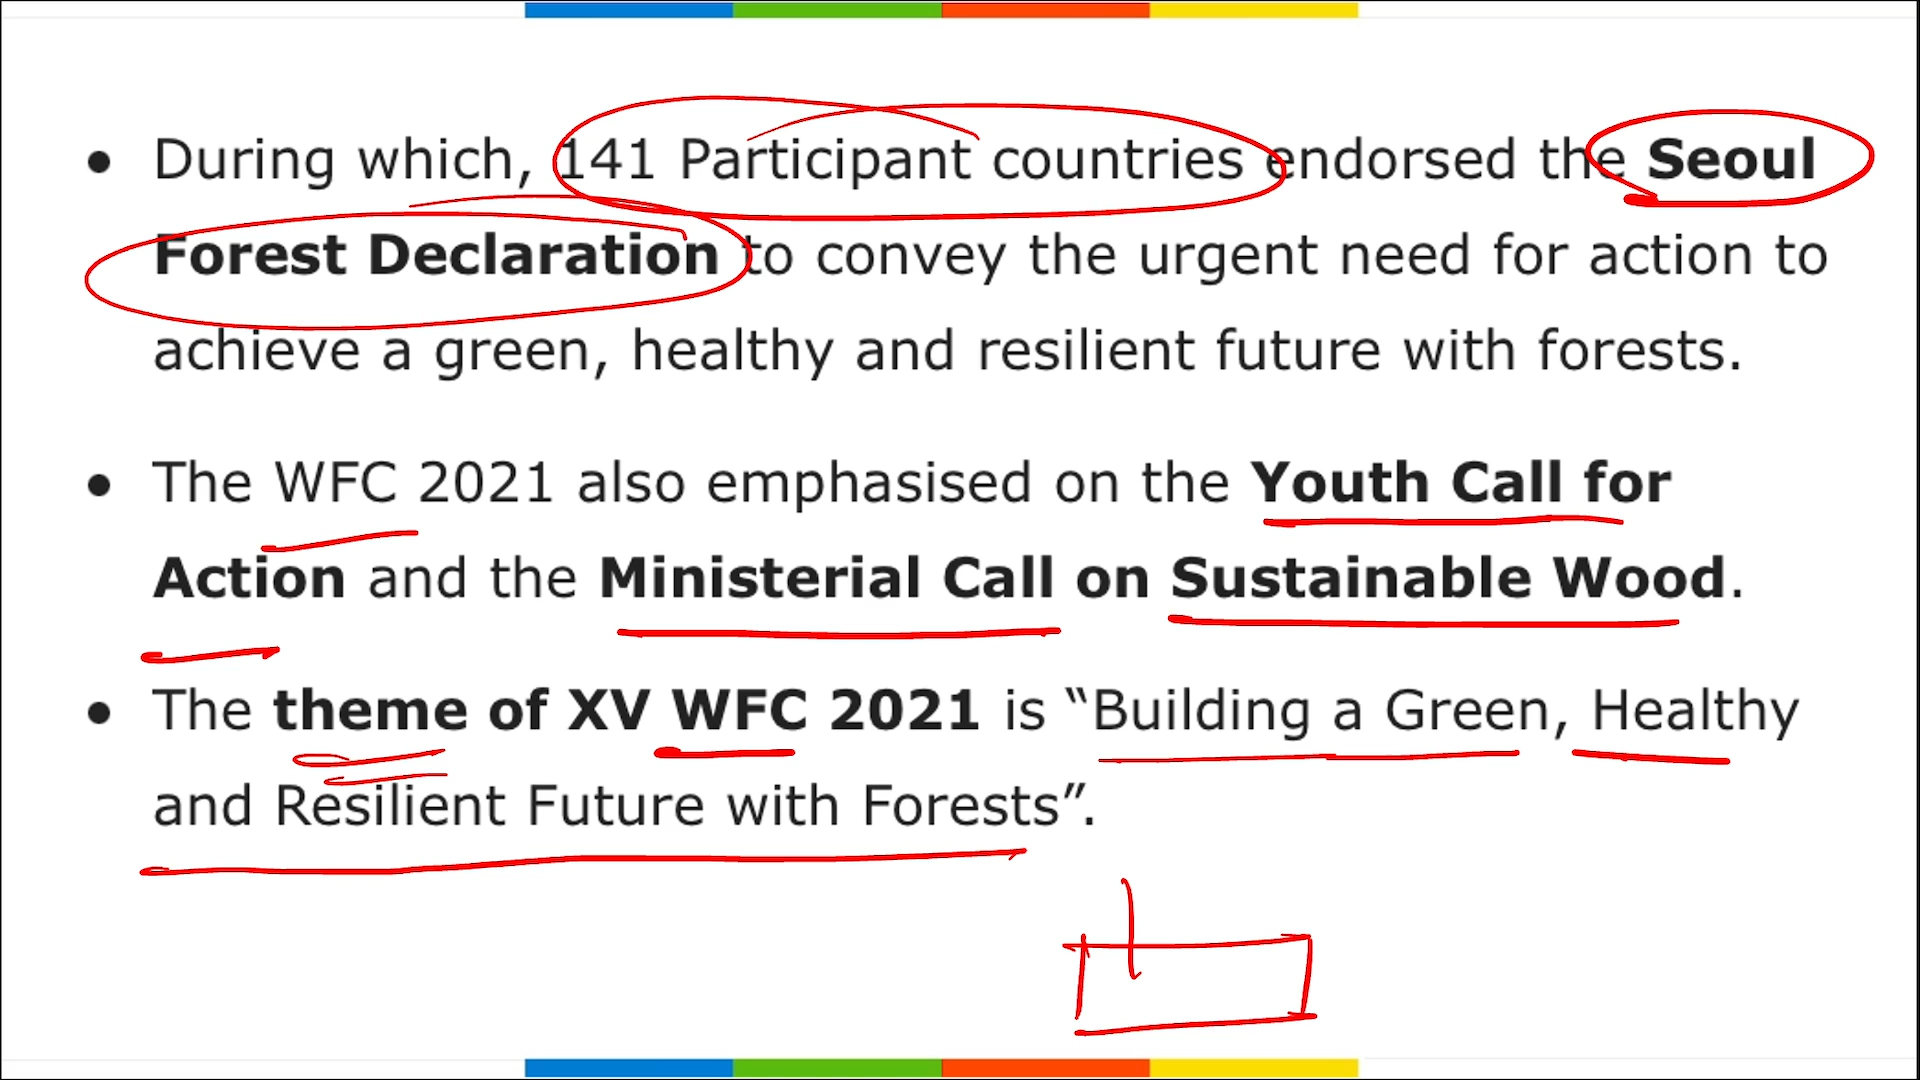 • During which, 141 Participant countries endorsed the Seoul
Forest Declaration to convey the urgent need for action to
achieve a green, healthy and resilient future with forests.
• The WFC 2021 also emphasised on the Youth Call for
Action and the Ministerial Call on Sustainable Wood.
• The theme of XV WFC 2021 is “Building a Green, Healthy
and Resilient Future with Forests”.